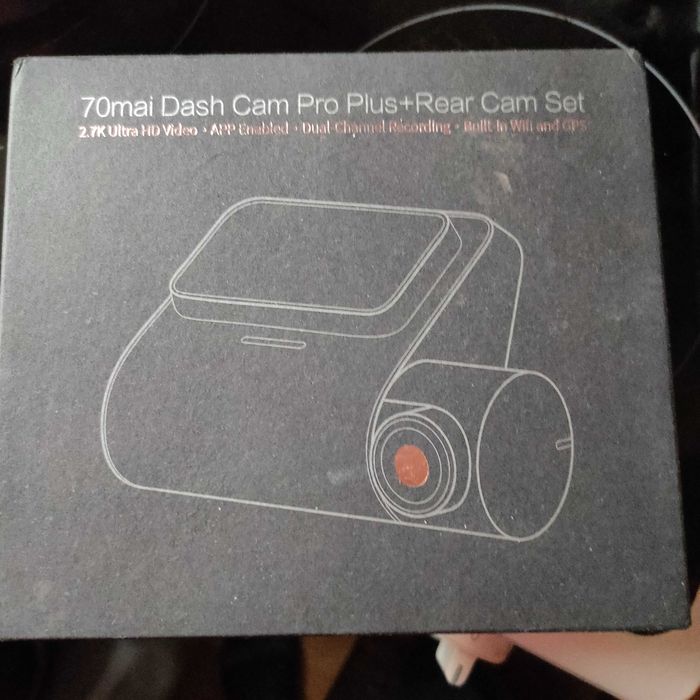 70mai Dash Cam Pro Plus+Rear Cam Set
2.7K Ultra HD Video · APP Enabled · Dual-Channel Recording · Built-in Wifi and GPS